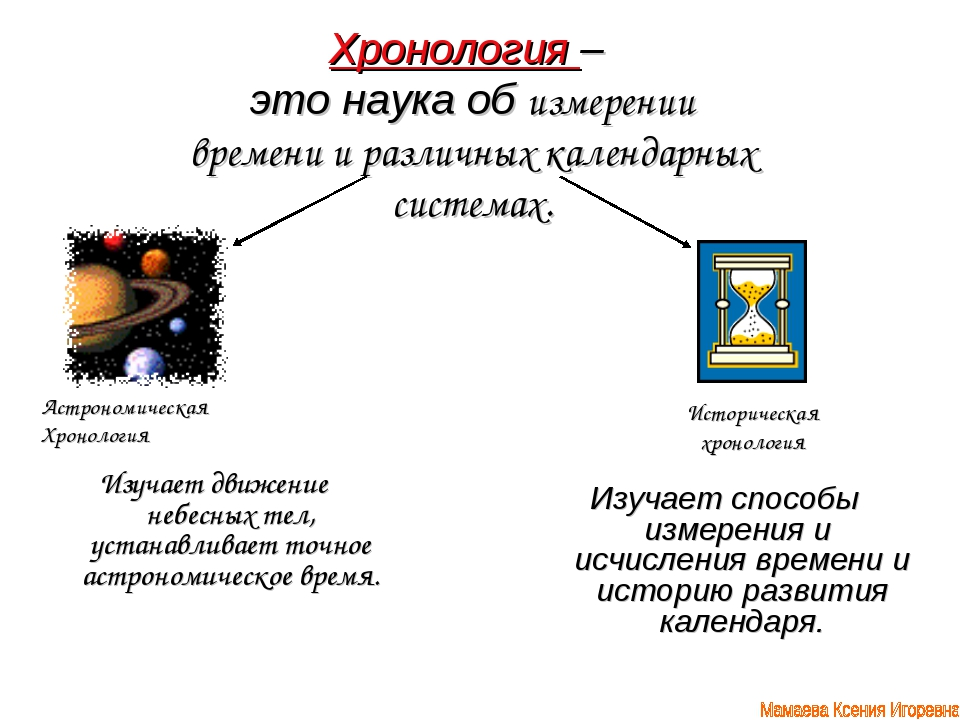 Хронология –
это наука об измерении
времени и различных календарных
системах.
Астрономическая
Хронология
Историческая
хронология
Изучает движение
небесных тел,
устанавливает точное
астрономическое время.
Изучает способы
измерения и
исчисления времени и
историю развития
календаря.
Мамаева Ксения Игоревна